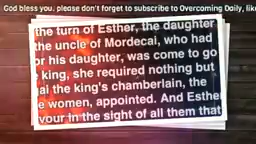 God bless you. please don't forget to subscribe to Overcoming Daily, lik
the turn of Esther, the daughter
the uncle of Mordecai, who had
or his daughter, was come to go
king, she required nothing but
ai the king's chamberlain, the
e women, appointed. And Esthe
vour in the sight of all them that